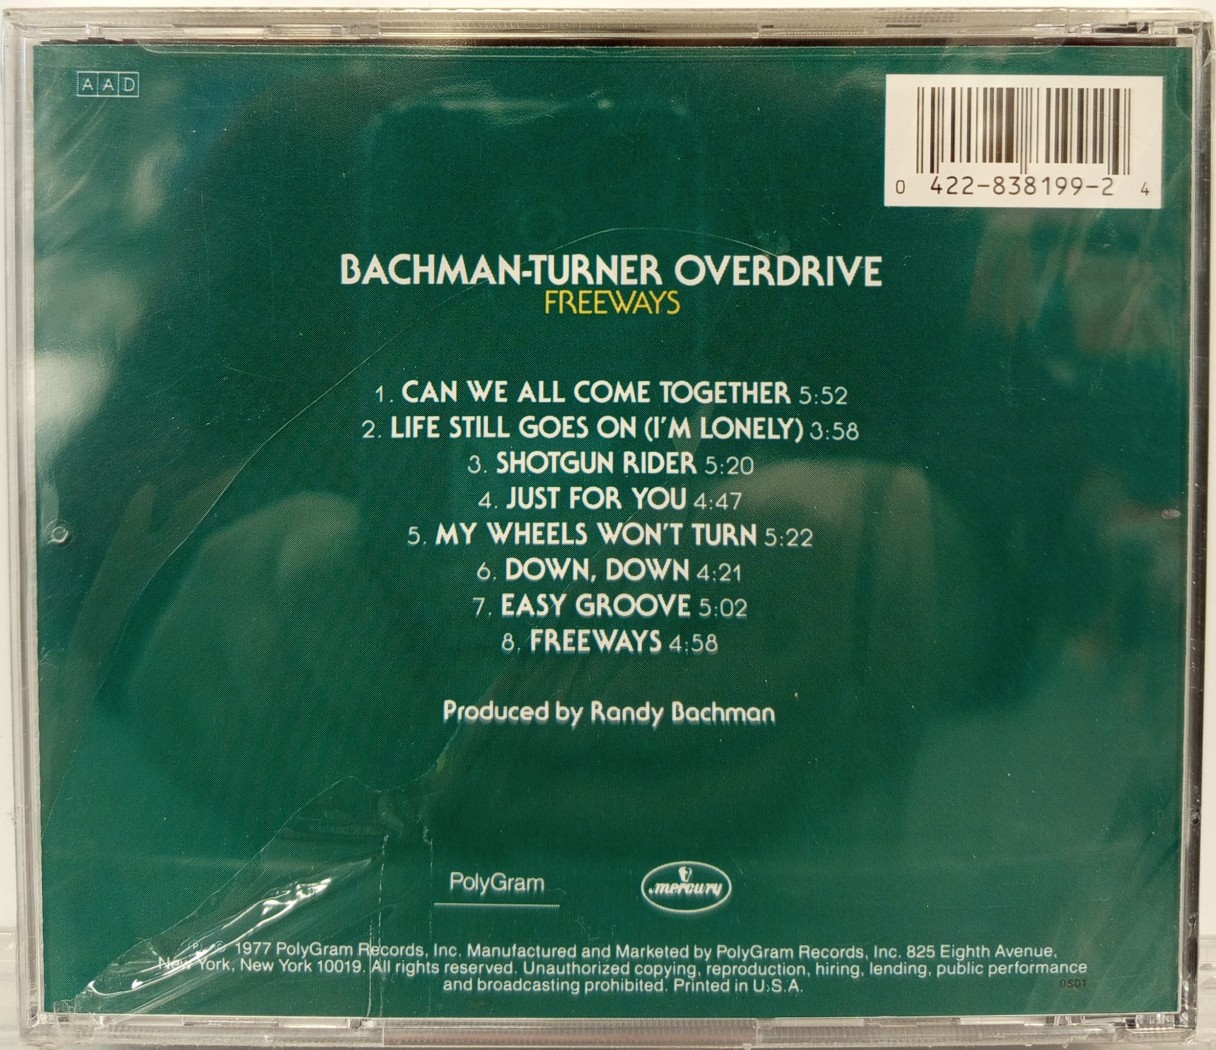 AAD
0 422-838199-2 4
BACHMAN-TURNER OVERDRIVE
FREEWAYS
1. CAN WE ALL COME TOGETHER 5:52
2. LIFE STILL GOES ON (I'M LONELY) 3:58
3. SHOTGUN RIDER 5:20
4. JUST FOR YOU 4:47
5. MY WHEELS WON'T TURN 5:22
6. DOWN, DOWN 4:21
7. EASY GROOVE 5:02
8. FREEWAYS 4:58
Produced by Randy Bachman
PolyGram
mercury
℗ © 1977 PolyGram Records, Inc. Manufactured and Marketed by PolyGram Records, Inc. 825 Eighth Avenue,
New York, New York 10019. All rights reserved. Unauthorized copying, reproduction, hiring, lending, public performance
and broadcasting prohibited. Printed in U.S.A.
0501